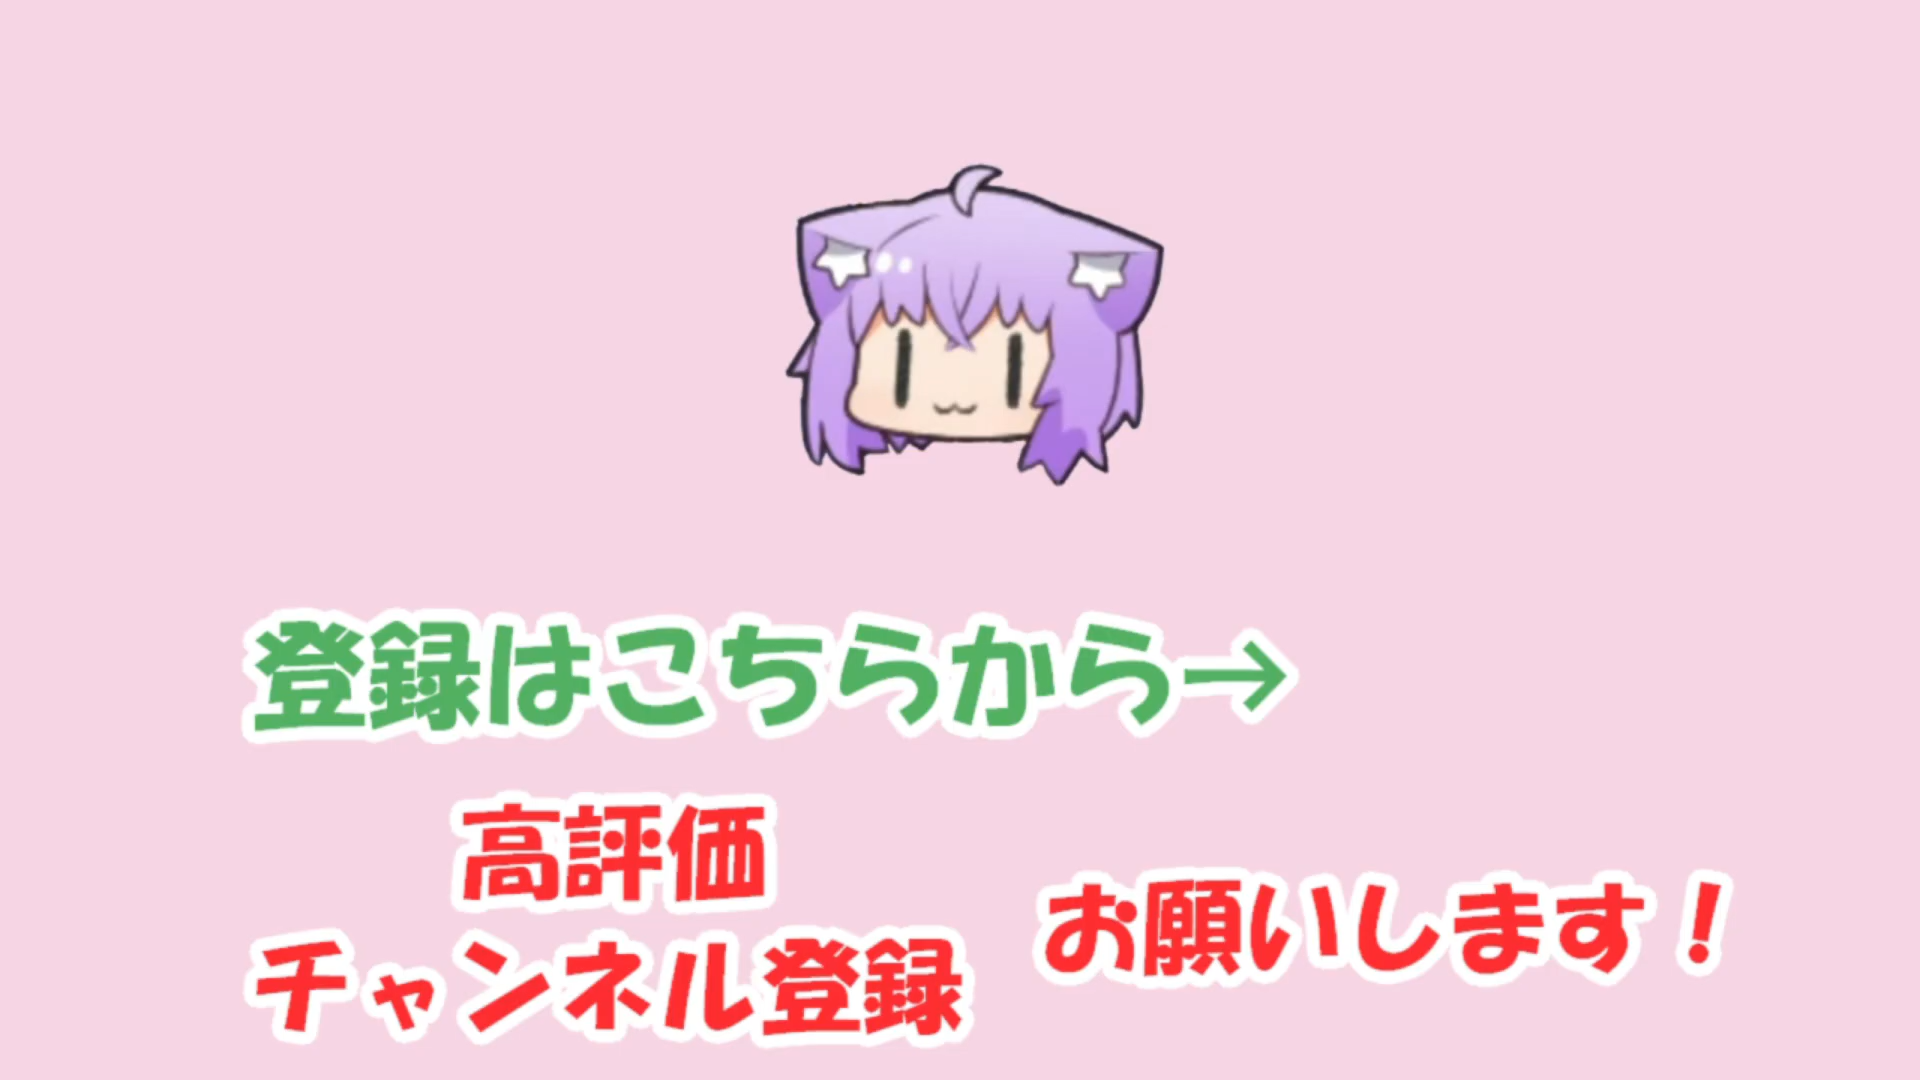 登録はこちらから→
高評価
チャンネル登録
お願いします！